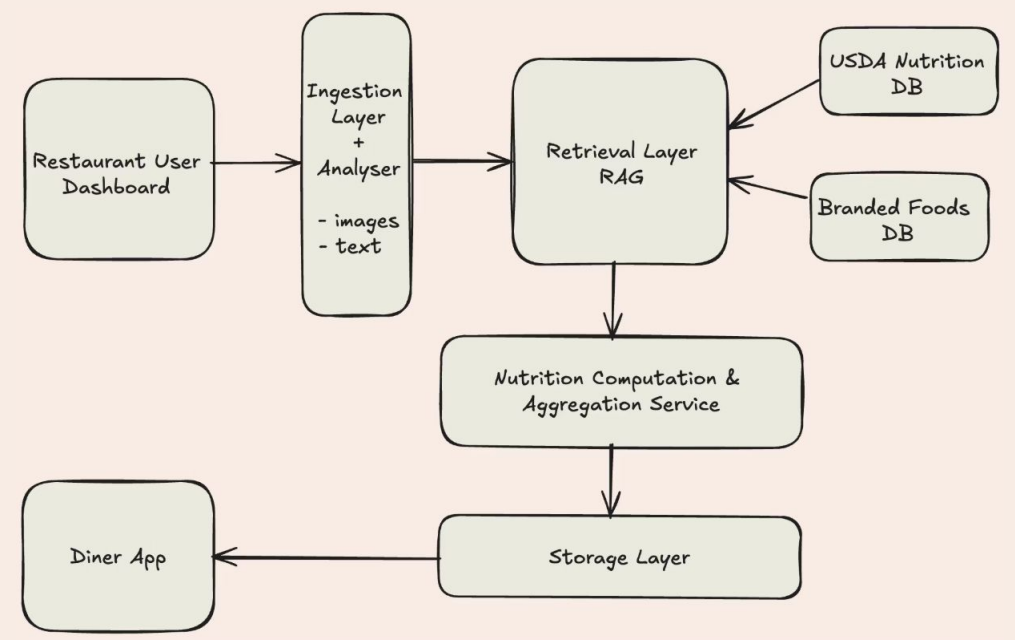 Restaurant User
Dashboard
Ingestion
Layer
+
Analyser
- images
- text
Retrieval Layer
RAG
USDA Nutrition
DB
Branded Foods
DB
Nutrition Computation &
Aggregation Service
Storage Layer
Diner App